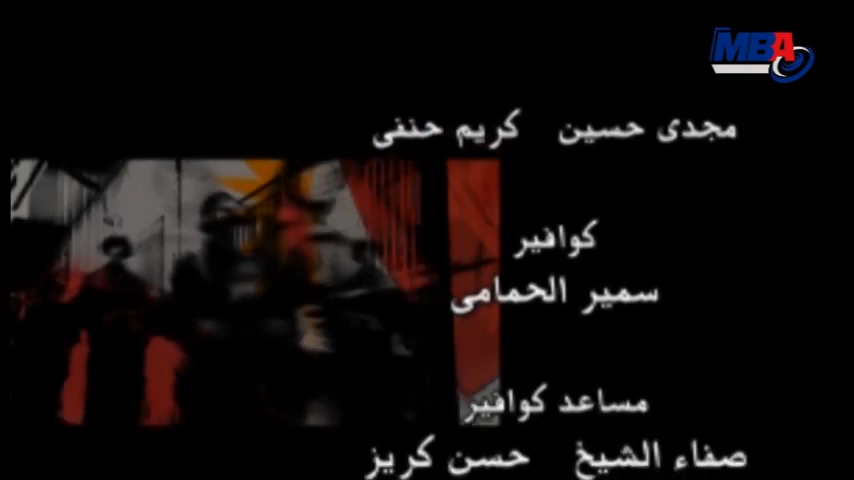 MBA
مجدى حسين   كريم حنفى
كوافير
سمير الحمامى
مساعد كوافير
صفاء الشيخ   حسن كريز